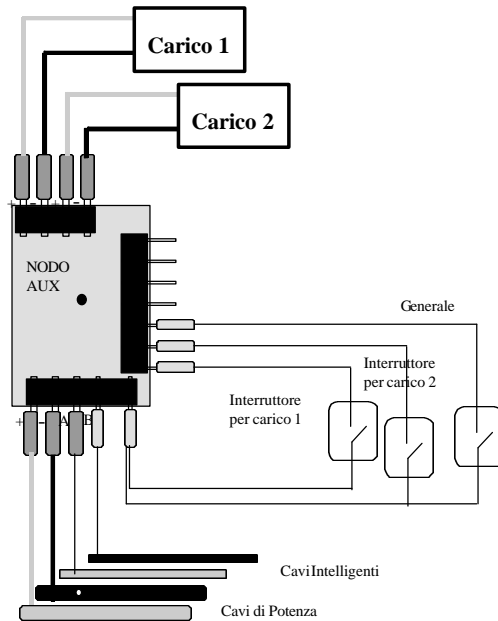 Carico 1
Carico 2
+ - + -
NODO
AUX
Generale
Interruttore
per carico 2
Interruttore
per carico 1
+ - A B
Cavi Intelligenti
Cavi di Potenza